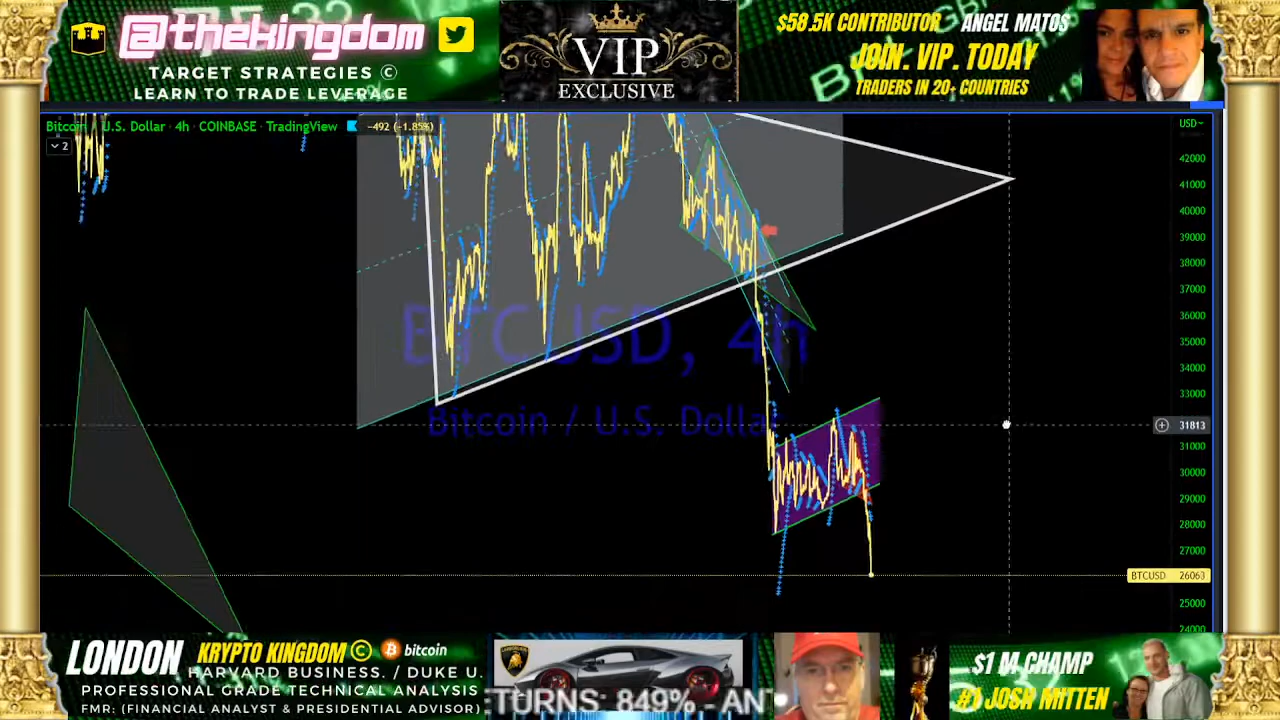 @thekingdom
TARGET STRATEGIES ©
LEARN TO TRADE LEVERAGE
VIP
EXCLUSIVE
$58.5K CONTRIBUTOR ANGEL MATOS
JOIN. VIP. TODAY
TRADERS IN 20+ COUNTRIES
Bitcoin / U.S. Dollar · 4h · COINBASE · TradingView
−492 (−1.85%)
2
USD
42000
41000
40000
39000
38000
37000
36000
35000
34000
33000
31813
31000
30000
29000
28000
27000
BTCUSD 26063
25000
24000
BTCUSD, 4h
Bitcoin / U.S. Dollar
LONDON KRYPTO KINGDOM © bitcoin
HARVARD BUSINESS. / DUKE U.
PROFESSIONAL GRADE TECHNICAL ANALYSIS
FMR: (FINANCIAL ANALYST & PRESIDENTIAL ADVISOR)
ETURNS: 849% - AN
$1 M CHAMP
#1 JOSH MITTEN